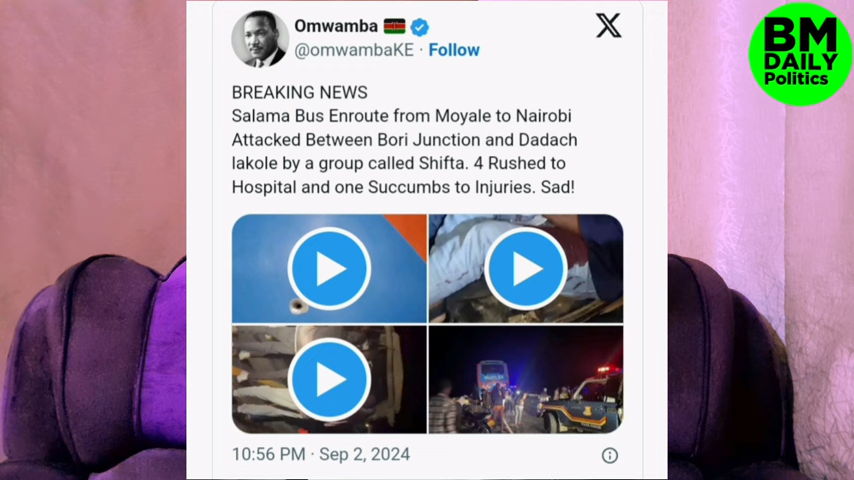 Omwamba
@omwambaKE · Follow
BREAKING NEWS
Salama Bus Enroute from Moyale to Nairobi
Attacked Between Bori Junction and Dadach
lakole by a group called Shifta. 4 Rushed to
Hospital and one Succumbs to Injuries. Sad!
10:56 PM · Sep 2, 2024
BM
DAILY
Politics